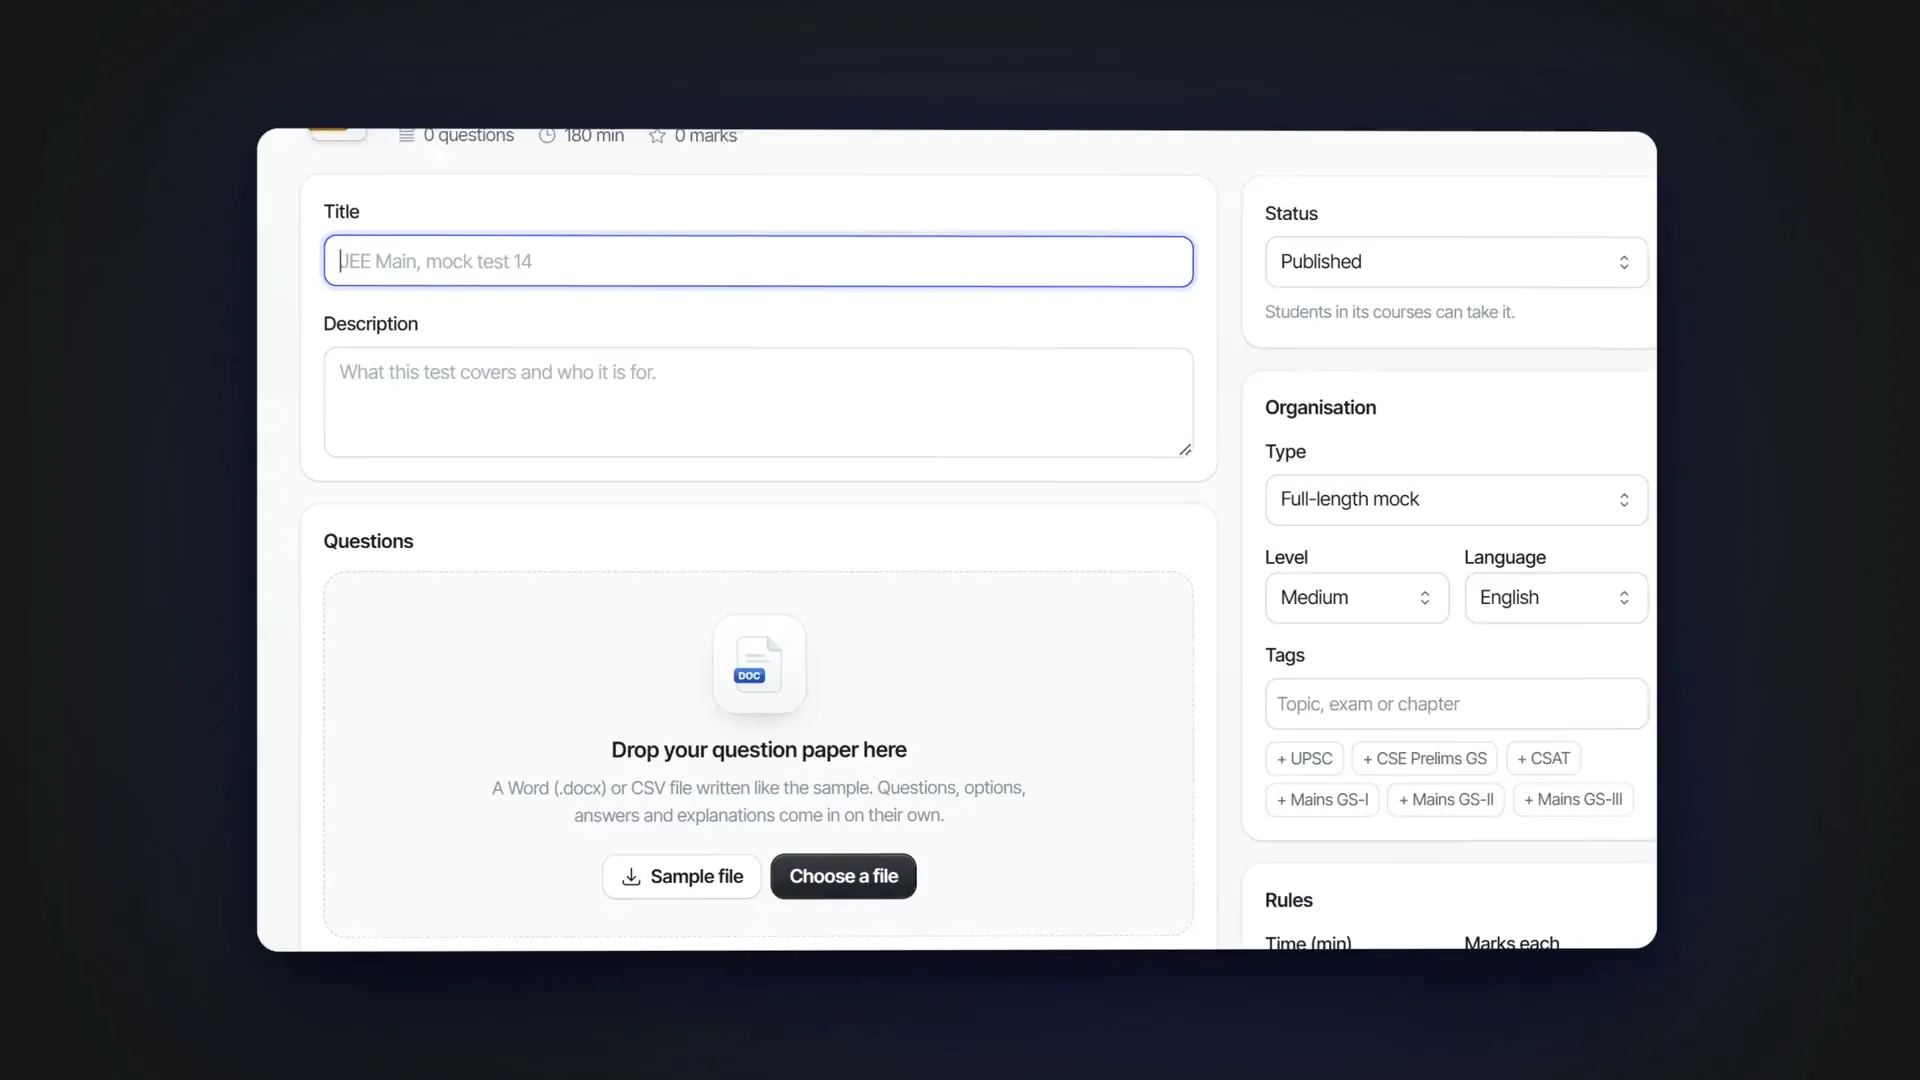 0 questions 180 min 0 marks
Title
JEE Main, mock test 14
Description
What this test covers and who it is for.
Questions
DOC
Drop your question paper here
A Word (.docx) or CSV file written like the sample. Questions, options,
answers and explanations come in on their own.
Sample file Choose a file
Status
Published
Students in its courses can take it.
Organisation
Type
Full-length mock
Level Language
Medium English
Tags
Topic, exam or chapter
+ UPSC + CSE Prelims GS + CSAT
+ Mains GS-I + Mains GS-II + Mains GS-III
Rules
Time (min) Marks each